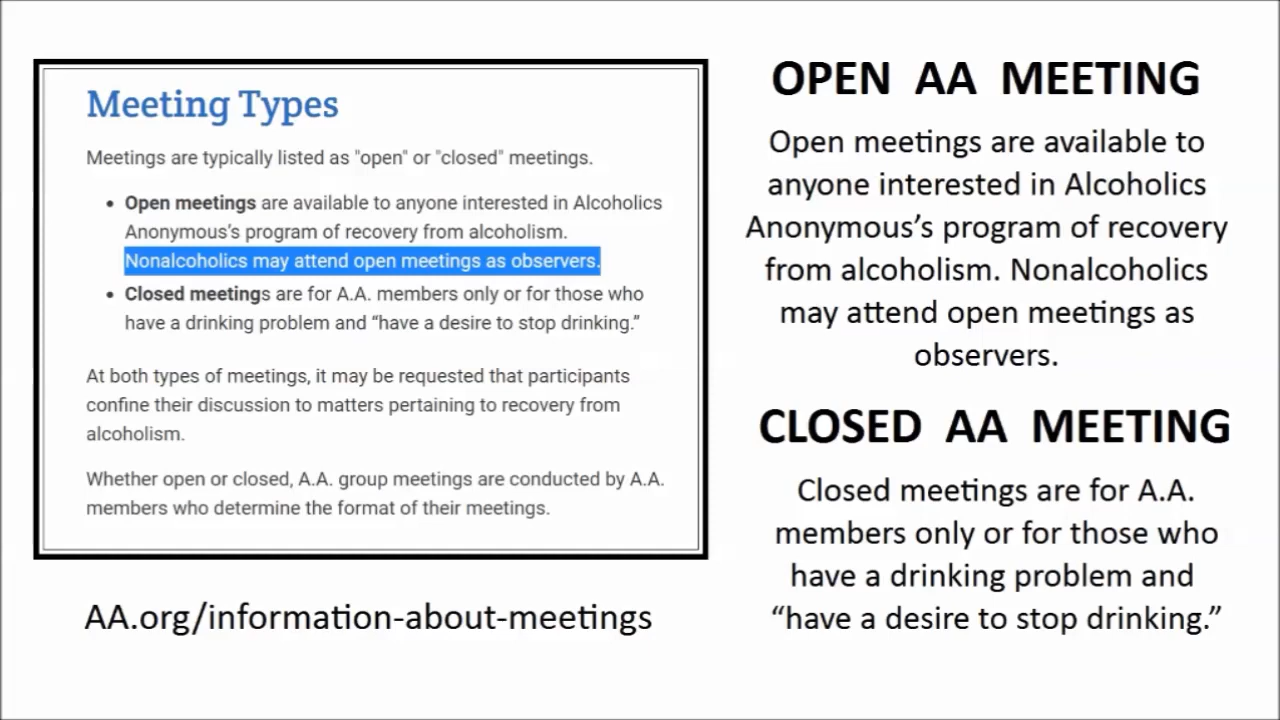 Meeting Types
Meetings are typically listed as "open" or "closed" meetings.
• Open meetings are available to anyone interested in Alcoholics
Anonymous's program of recovery from alcoholism.
Nonalcoholics may attend open meetings as observers.
• Closed meetings are for A.A. members only or for those who
have a drinking problem and “have a desire to stop drinking.”
At both types of meetings, it may be requested that participants
confine their discussion to matters pertaining to recovery from
alcoholism.
Whether open or closed, A.A. group meetings are conducted by A.A.
members who determine the format of their meetings.
AA.org/information-about-meetings
OPEN AA MEETING
Open meetings are available to
anyone interested in Alcoholics
Anonymous’s program of recovery
from alcoholism. Nonalcoholics
may attend open meetings as
observers.
CLOSED AA MEETING
Closed meetings are for A.A.
members only or for those who
have a drinking problem and
“have a desire to stop drinking.”